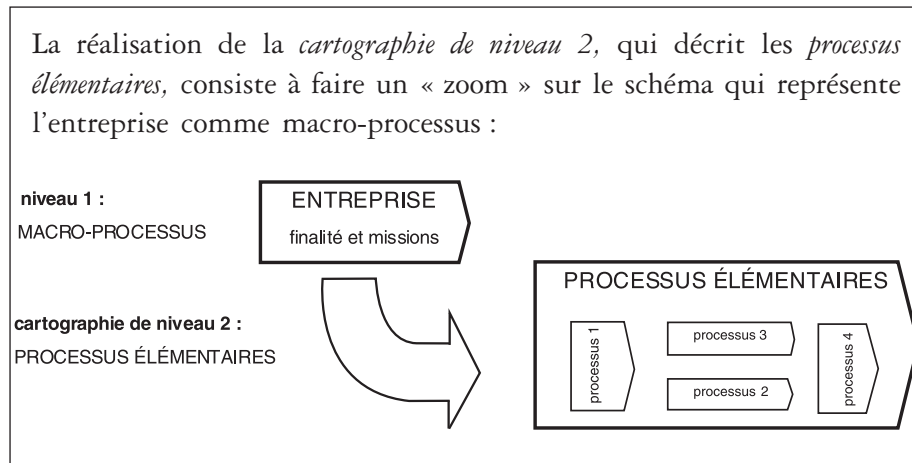 La réalisation de la cartographie de niveau 2, qui décrit les processus
élémentaires, consiste à faire un « zoom » sur le schéma qui représente
l'entreprise comme macro-processus :
niveau 1 :
MACRO-PROCESSUS
ENTREPRISE
finalité et missions
cartographie de niveau 2 :
PROCESSUS ÉLÉMENTAIRES
PROCESSUS ÉLÉMENTAIRES
processus 1
processus 3
processus 2
processus 4